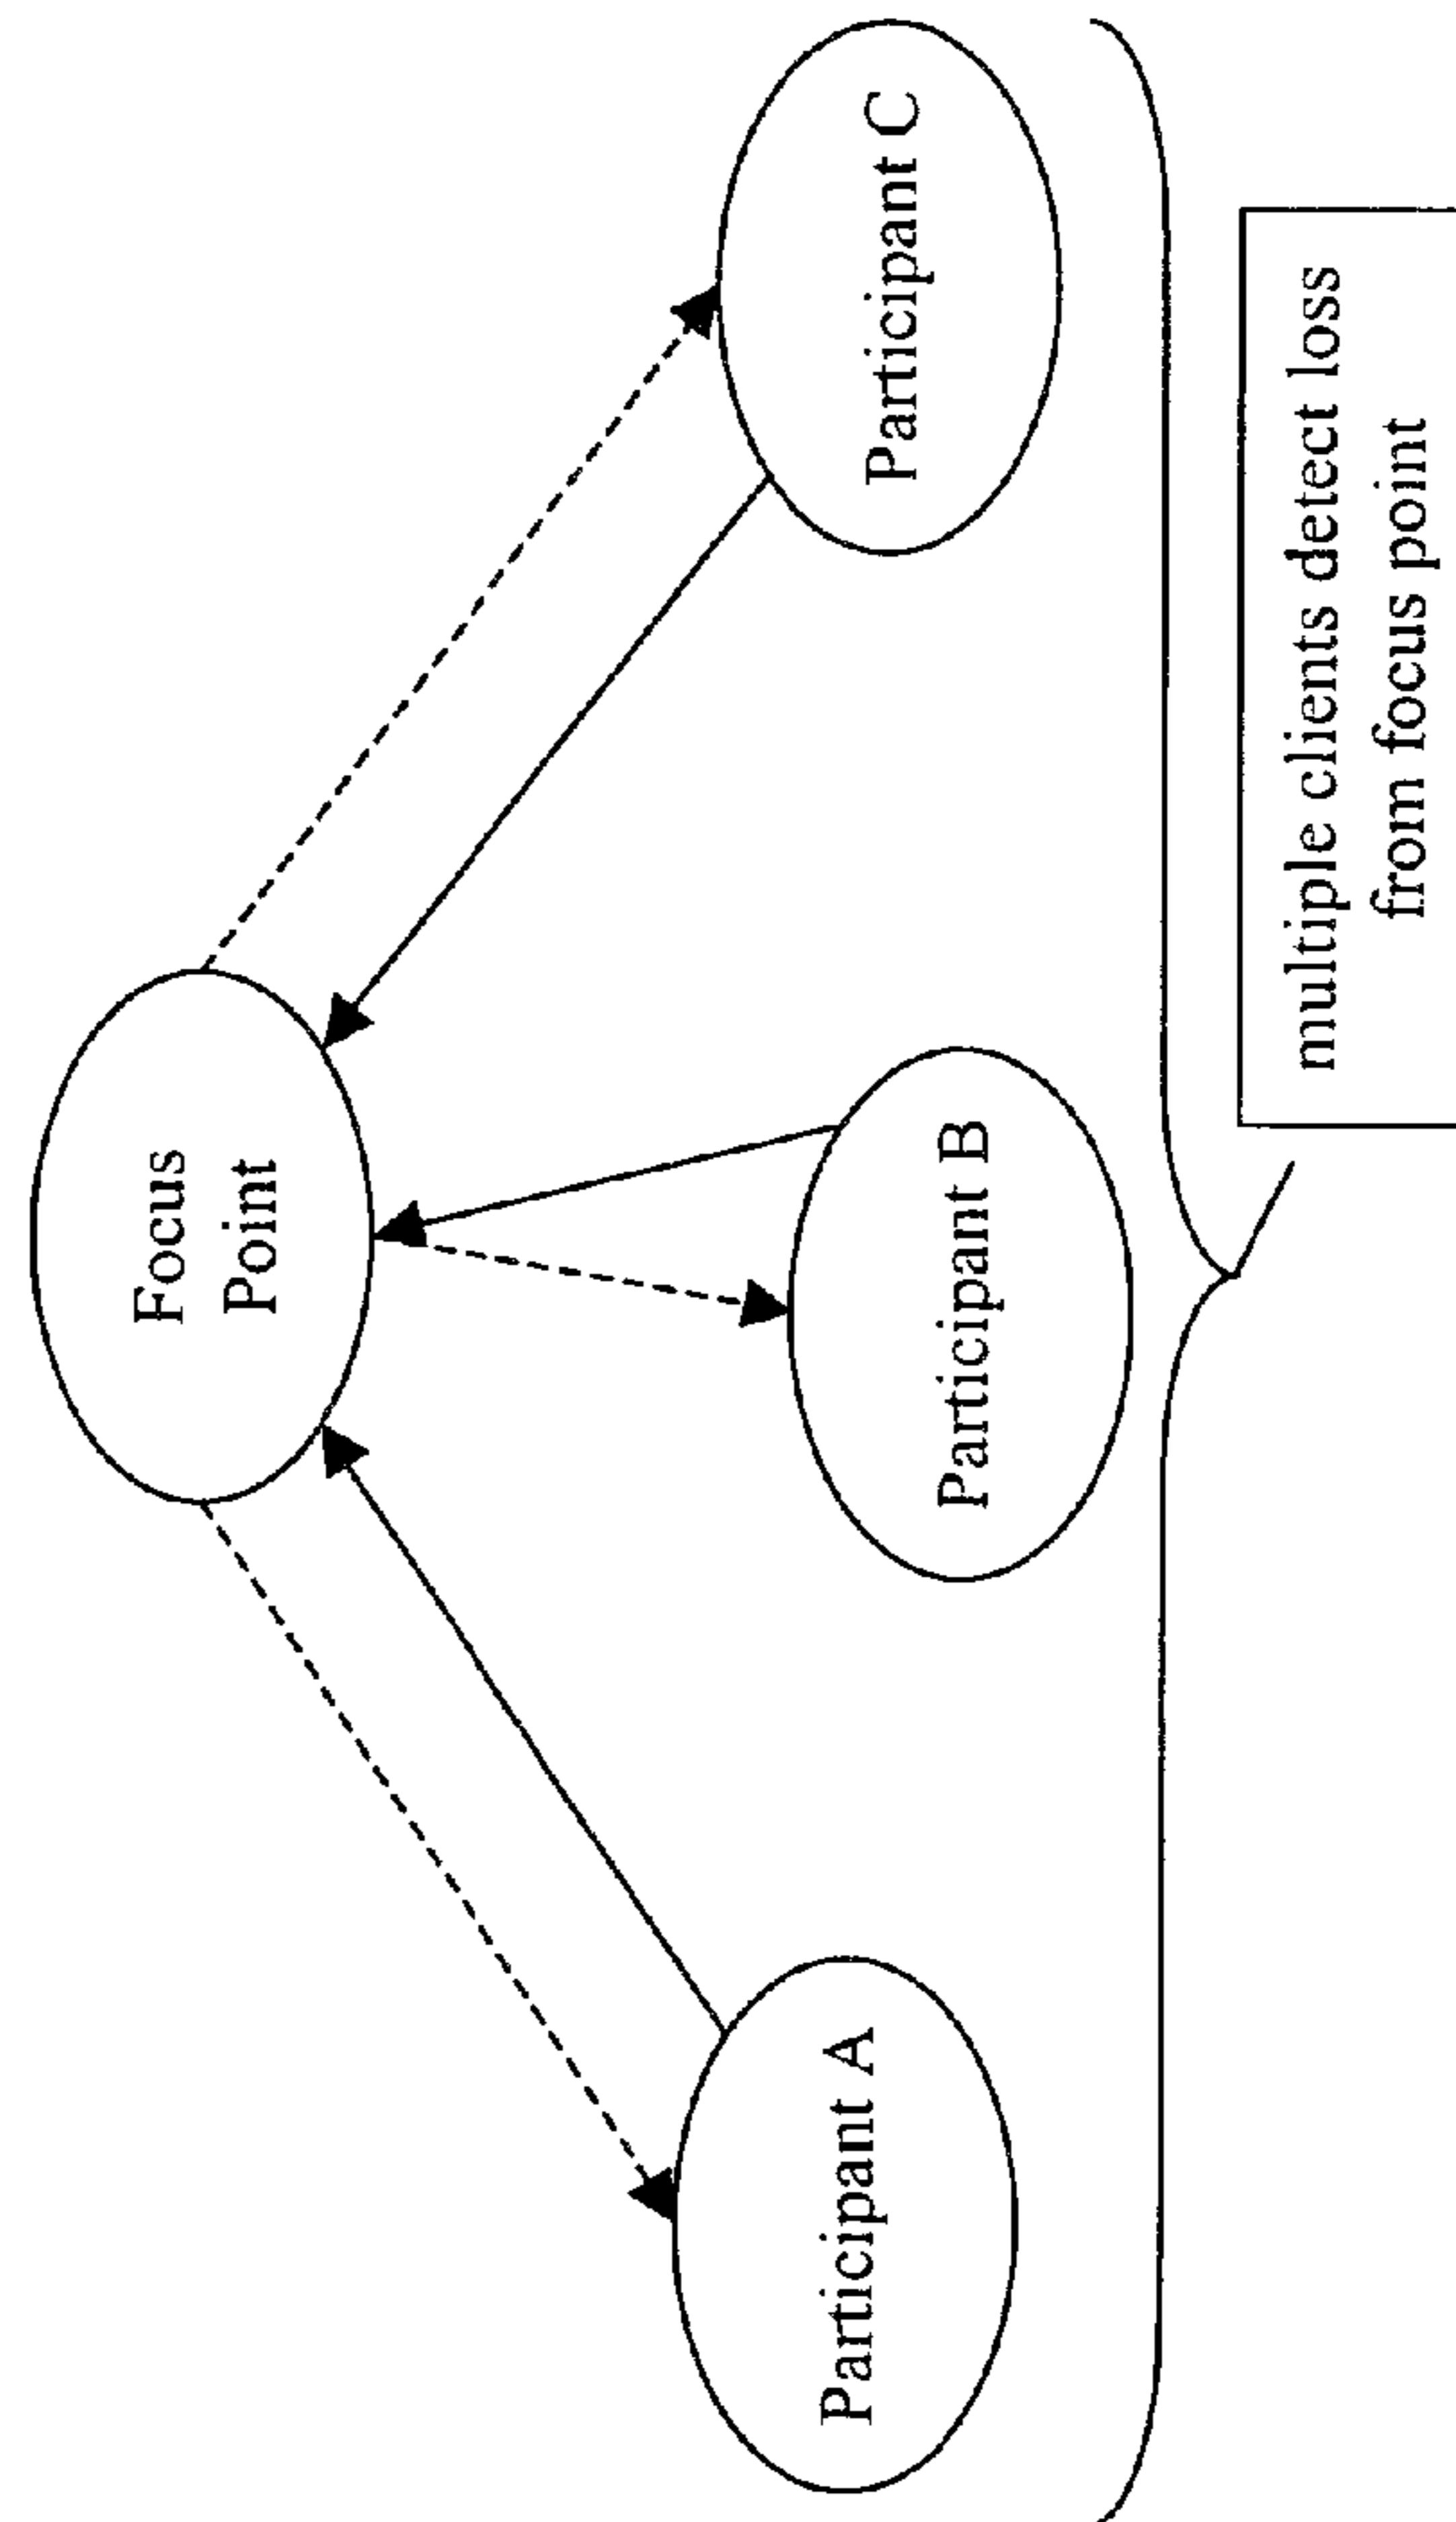 Focus
Point
Participant A
Participant B
Participant C
multiple clients detect loss
from focus point